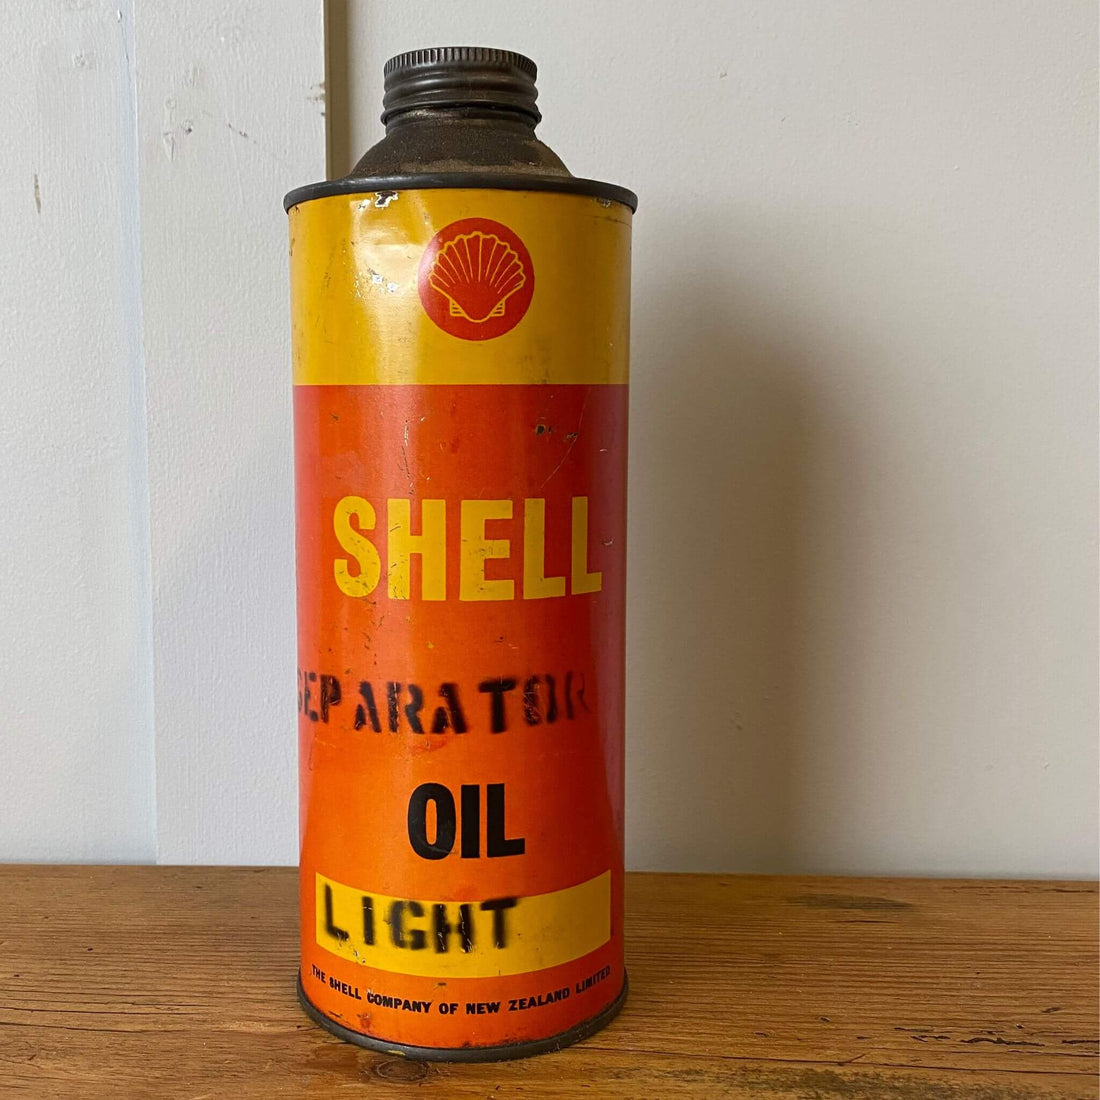 SHELL
SEPARATOR
OIL
LIGHT
THE SHELL COMPANY OF NEW ZEALAND LIMITED